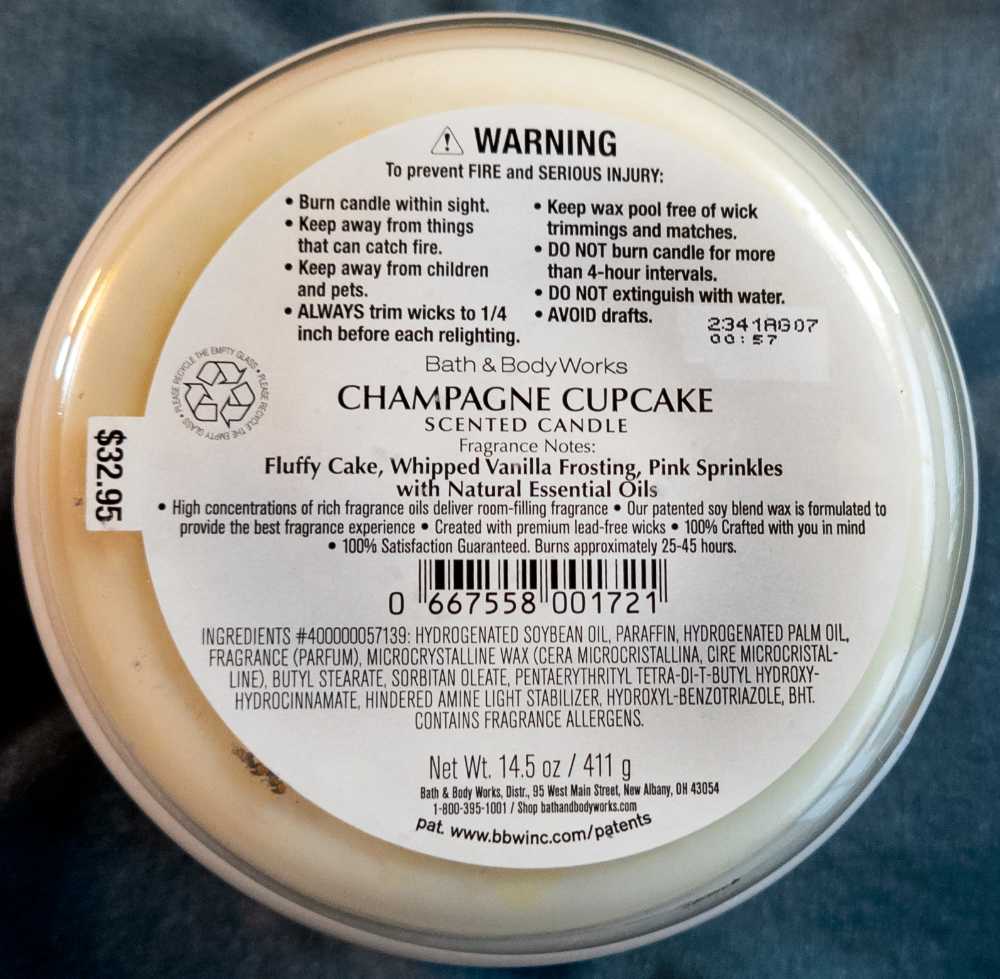 WARNING
To prevent FIRE and SERIOUS INJURY:
• Burn candle within sight.
• Keep away from things
that can catch fire.
• Keep away from children
and pets.
• ALWAYS trim wicks to 1/4
inch before each relighting.
• Keep wax pool free of wick
trimmings and matches.
• DO NOT burn candle for more
than 4-hour intervals.
• DO NOT extinguish with water.
• AVOID drafts.
2341AG07
00:57
PLEASE RECYCLE THE EMPTY GLASS • PLEASE RECYCLE THE EMPTY GLASS •
$32.95
Bath & Body Works
CHAMPAGNE CUPCAKE
SCENTED CANDLE
Fragrance Notes:
Fluffy Cake, Whipped Vanilla Frosting, Pink Sprinkles
with Natural Essential Oils
• High concentrations of rich fragrance oils deliver room-filling fragrance • Our patented soy blend wax is formulated to
provide the best fragrance experience • Created with premium lead-free wicks • 100% Crafted with you in mind
• 100% Satisfaction Guaranteed. Burns approximately 25-45 hours.
0 667558 001721
INGREDIENTS #400000057139: HYDROGENATED SOYBEAN OIL, PARAFFIN, HYDROGENATED PALM OIL,
FRAGRANCE (PARFUM), MICROCRYSTALLINE WAX (CERA MICROCRISTALLINA, CIRE MICROCRISTAL-
LINE), BUTYL STEARATE, SORBITAN OLEATE, PENTAERYTHRITYL TETRA-DI-T-BUTYL HYDROXY-
HYDROCINNAMATE, HINDERED AMINE LIGHT STABILIZER, HYDROXYL-BENZOTRIAZOLE, BHT.
CONTAINS FRAGRANCE ALLERGENS.
Net Wt. 14.5 oz / 411 g
Bath & Body Works, Distr., 95 West Main Street, New Albany, OH 43054
1-800-395-1001 / Shop bathandbodyworks.com
pat. www.bbwinc.com/patents